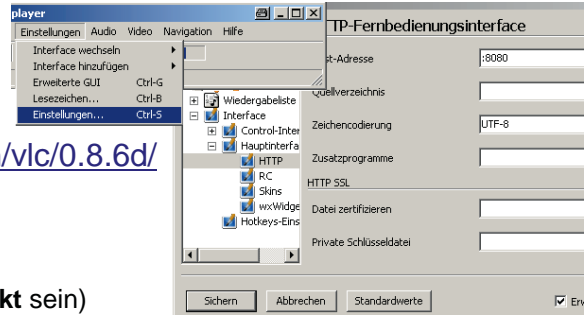 player
Einstellungen Audio Video Navigation Hilfe
Interface wechseln
Interface hinzufügen
Erweiterte GUI Ctrl-G
Lesezeichen... Ctrl-B
Einstellungen... Ctrl-S
TP-Fernbedienungsinterface
st-Adresse :8080
Quellverzeichnis
Zeichencodierung UTF-8
Zusatzprogramme
HTTP SSL
Datei zertifizieren
Private Schlüsseldatei
Wiedergabeliste
Interface
Control-Inter
Hauptinterfa
HTTP
RC
Skins
wxWidge
Hotkeys-Eins
Sichern Abbrechen Standardwerte Erw
/vlc/0.8.6d/
kt sein)